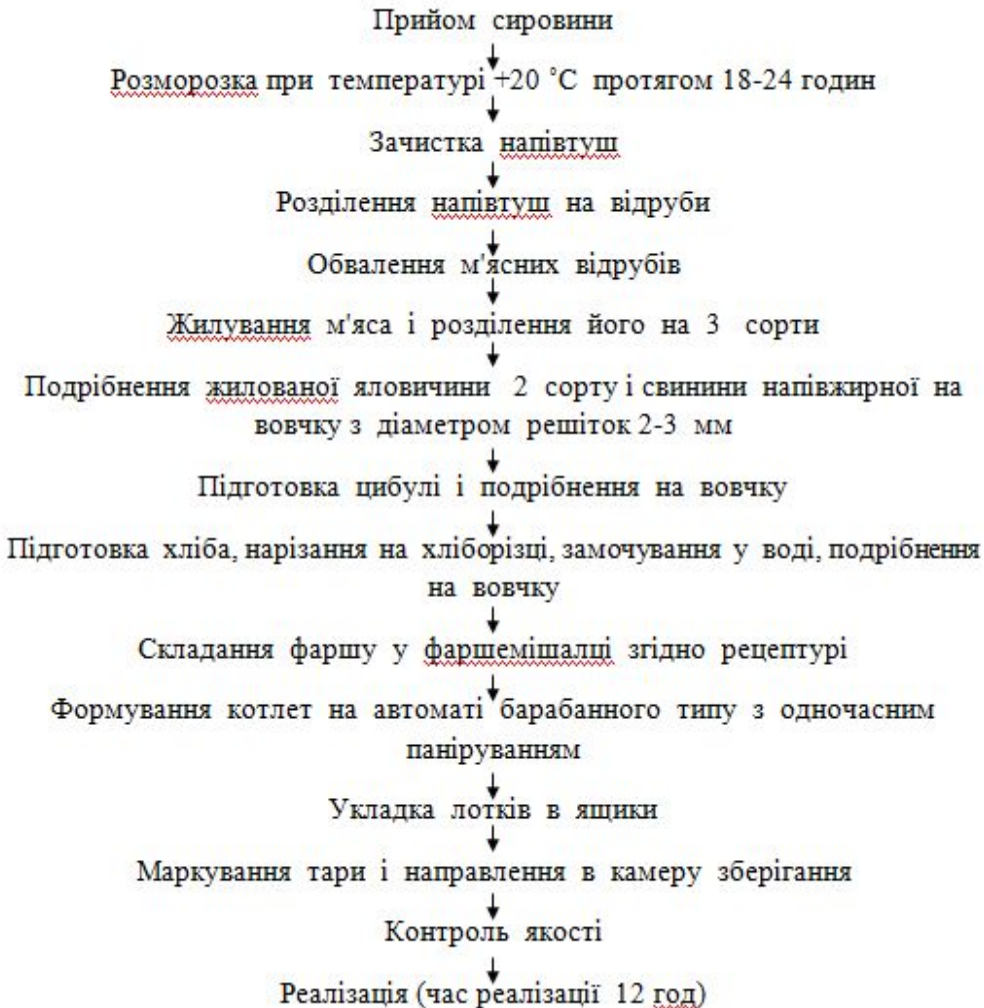 Прийом сировини
Розморозка при температурі +20 ˚С протягом 18-24 годин
Зачистка напівтуш
Розділення напівтуш на відруби
Обвалення м'ясних відрубів
Жилування м'яса і розділення його на 3 сорти
Подрібнення жилованої яловичини 2 сорту і свинини напівжирної на
вовчку з діаметром решіток 2-3 мм
Підготовка цибулі і подрібнення на вовчку
Підготовка хліба, нарізання на хліборізці, замочування у воді, подрібнення
на вовчку
Складання фаршу у фаршемішалці згідно рецептурі
Формування котлет на автоматі барабанного типу з одночасним
паніруванням
Укладка лотків в ящики
Маркування тари і направлення в камеру зберігання
Контроль якості
Реалізація (час реалізації 12 год)